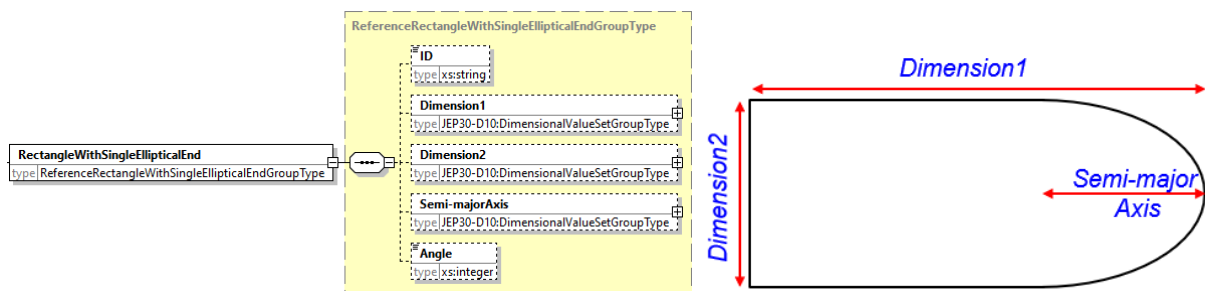 ReferenceRectangleWithSingleEllipticalEndGroupType
ID
type xs:string
Dimension1
type JEP30-D10:DimensionalValueSetGroupType
RectangleWithSingleEllipticalEnd
type ReferenceRectangleWithSingleEllipticalEndGroupType
Dimension2
type JEP30-D10:DimensionalValueSetGroupType
Semi-majorAxis
type JEP30-D10:DimensionalValueSetGroupType
Angle
type xs:integer
Dimension1
Dimension2
Semi-major
Axis